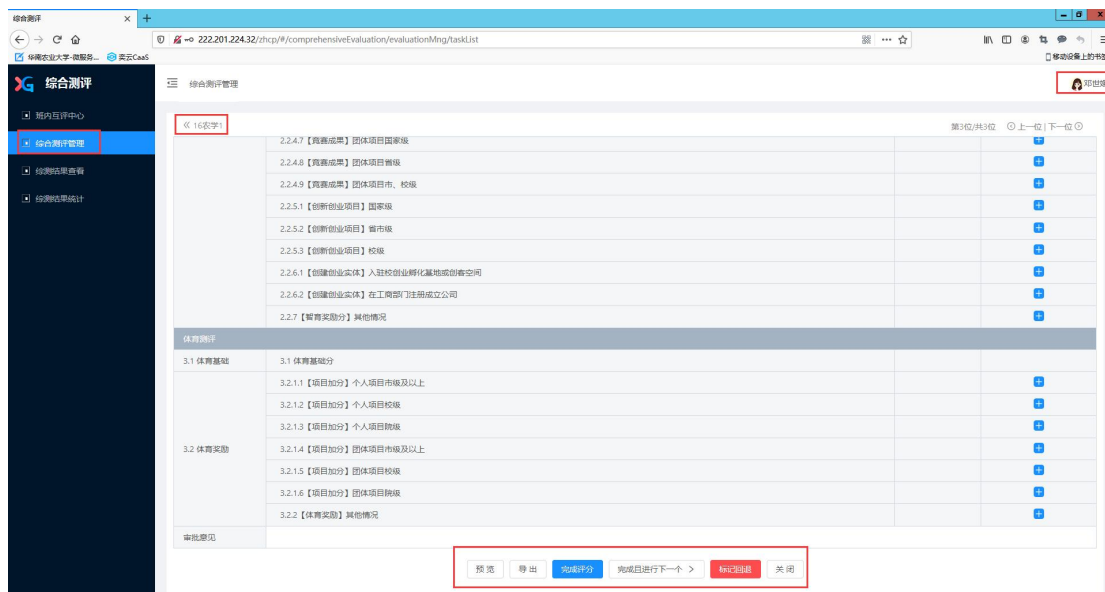 综合测评
222.201.224.32/zhcp/#/comprehensiveEvaluation/evaluationMng/taskList
华南农业大学-微服务... 奕云CaaS
移动设备上的书签
XG 综合测评
综合测评管理
邓世
班内互评中心
综合测评管理
综测结果查看
综测结果统计
《 16农学1
第3位/共3位 上一位 | 下一位
2.2.4.7【竞赛成果】团体项目国家级
2.2.4.8【竞赛成果】团体项目省级
2.2.4.9【竞赛成果】团体项目市、校级
2.2.5.1【创新创业项目】国家级
2.2.5.2【创新创业项目】省市级
2.2.5.3【创新创业项目】校级
2.2.6.1【创建创业实体】入驻校创业孵化基地或创客空间
2.2.6.2【创建创业实体】在工商部门注册成立公司
2.2.7【智育奖励分】其他情况
体育测评
3.1 体育基础 3.1 体育基础分
3.2 体育奖励
3.2.1.1【项目加分】个人项目市级及以上
3.2.1.2【项目加分】个人项目校级
3.2.1.3【项目加分】个人项目院级
3.2.1.4【项目加分】团体项目市级及以上
3.2.1.5【项目加分】团体项目校级
3.2.1.6【项目加分】团体项目院级
3.2.2【体育奖励】其他情况
审批意见
预览 导出 完成评分 完成且进行下一个 > 标记回退 关闭